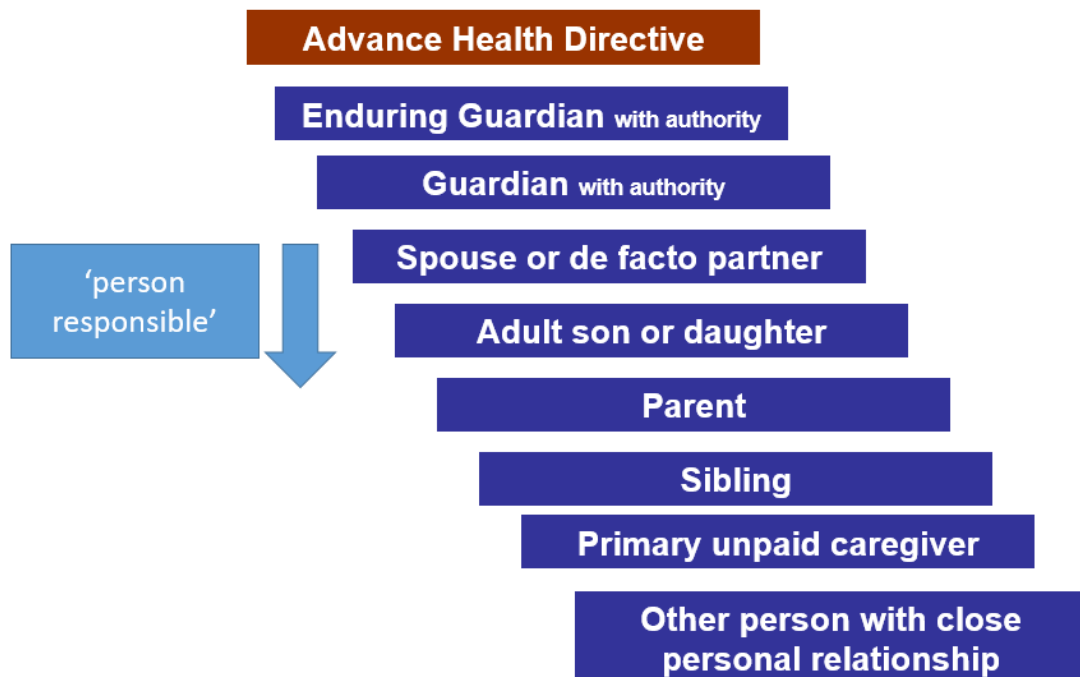 Advance Health Directive
Enduring Guardian with authority
Guardian with authority
Spouse or de facto partner
‘person
responsible’
Adult son or daughter
Parent
Sibling
Primary unpaid caregiver
Other person with close
personal relationship